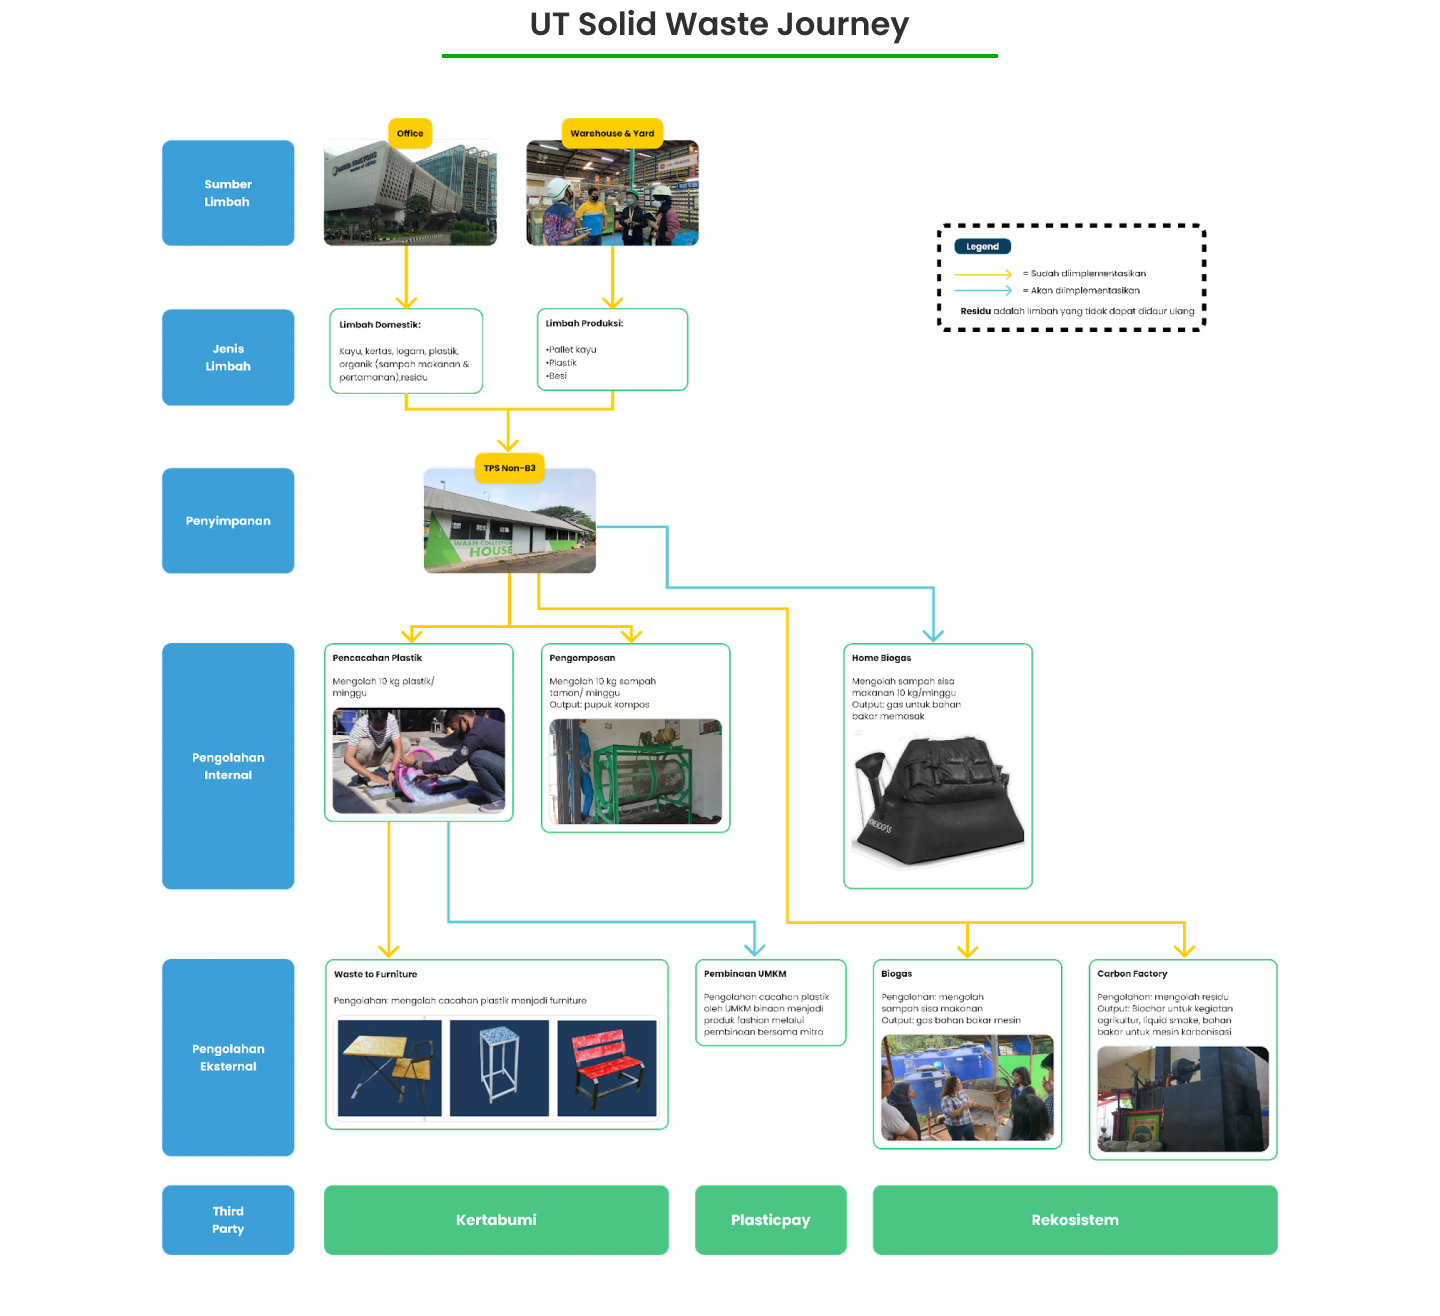 UT Solid Waste Journey
Office
Warehouse & Yard
Sumber
Limbah
Legend
= Sudah diimplementasikan
= Akan diimplementasikan
Residu adalah limbah yang tidak dapat didaur ulang
Jenis
Limbah
Limbah Domestik:
Kayu, kertas, logam, plastik,
organik (sampah makanan &
pertamanan),residu
Limbah Produksi:
•Pallet kayu
•Plastik
•Besi
Penyimpanan
TPS Non-B3
WASTE COLLECTION
HOUSE
Pengolahan
Internal
Pencacahan Plastik
Mengolah 10 kg plastik/
minggu
Pengomposan
Mengolah 10 kg sampah
taman/ minggu
Output: pupuk kompos
Home Biogas
Mengolah sampah sisa
makanan 10 kg/minggu
Output: gas untuk bahan
bakar memasak
Pengolahan
Eksternal
Waste to Furniture
Pengolahan: mengolah cacahan plastik menjadi furniture
Pembinaan UMKM
Pengolahan cacahan plastik
oleh UMKM binaan menjadi
produk fashion melalui
pembinaan bersama mitra
Biogas
Pengolahan: mengolah
sampah sisa makanan
Output: gas bahan bakar mesin
Carbon Factory
Pengolahan: mengolah residu
Output: Biochar untuk kegiatan
agrikultur, liquid smoke, bahan
bakar untuk mesin karbonisasi
Third
Party
Kertabumi
Plasticpay
Rekosistem